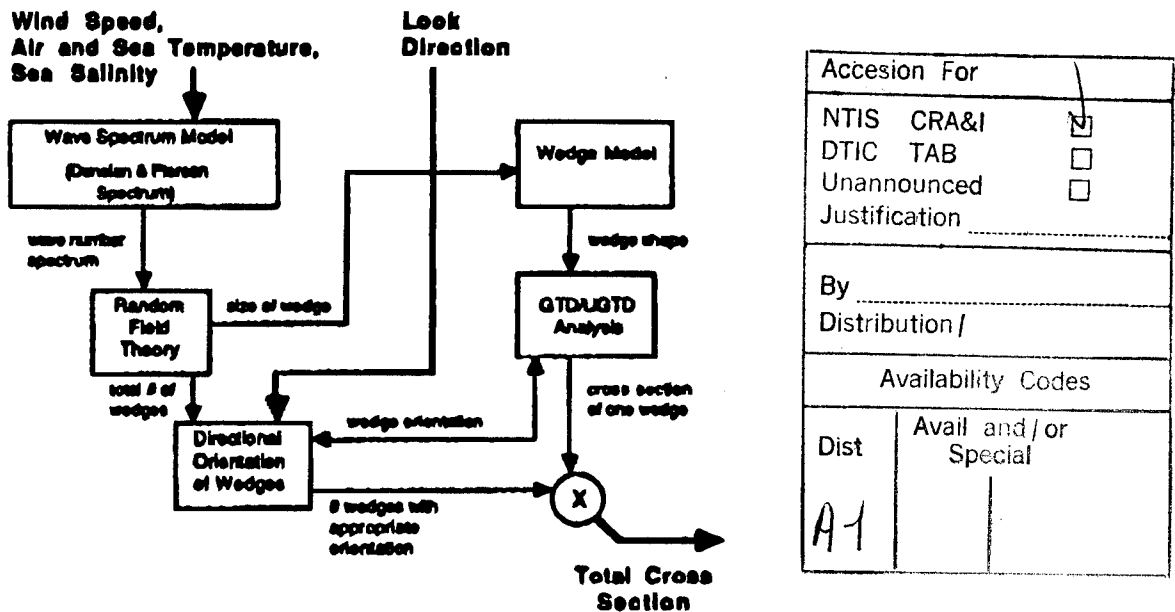 Wind Speed,
Air and Sea Temperature,
Sea Salinity
Look
Direction
Wave Spectrum Model
(Donelan & Pierson
Spectrum)
Wedge Model
wave number
spectrum
wedge shape
Random
Field
Theory
size of wedge
GTD/UGTD
Analysis
total # of
wedges
cross section
of one wedge
wedge orientation
Directional
Orientation
of Wedges
# wedges with
appropriate
orientation
X
Total Cross
Section
Accesion For
NTIS CRA&I
DTIC TAB
Unannounced
Justification
By
Distribution /
Availability Codes
Dist
Avail and / or
Special
A-1